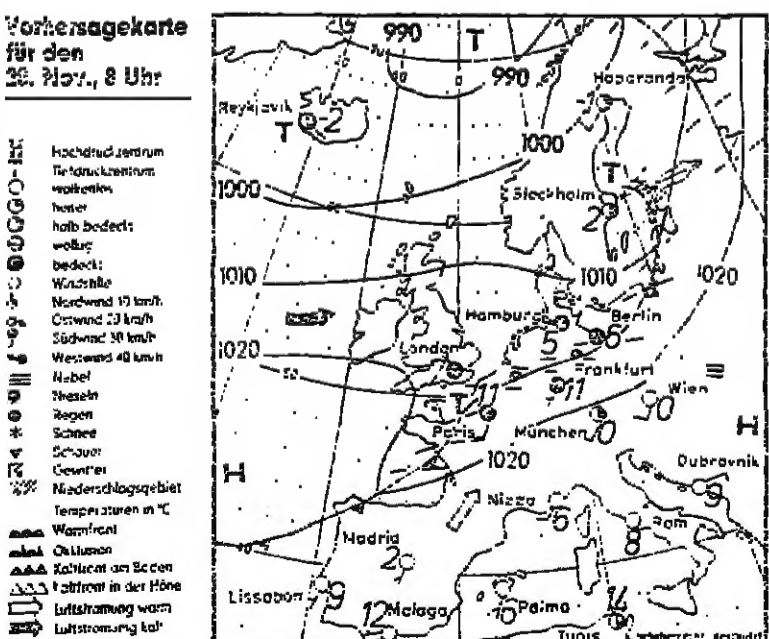 Vorhersagekarte
für den
29. Nov., 8 Uhr
Hochdruckzentrum
Tiefdruckzentrum
wolkenlos
heiter
halb bedeckt
wolkig
bedeckt
Windstille
Nordwind 10 km/h
Ostwind 20 km/h
Südwind 30 km/h
Westwind 40 km/h
Nebel
Nieseln
Regen
Schnee
Schauer
Gewitter
Niederschlagsgebiet
Temperaturen in °C
Warmfront
Okklusion
Kaltfront am Boden
Kaltfront in der Höhe
Luftströmung warm
Luftströmung kalt
990
T
990
Haparanda
Reykjavik
-2
T
1000
1000
T
Stockholm
2
1010
1010
1020
Hamburg
5
Berlin
6
1020
London
11
Frankfurt
11
T
Wien
0
Paris
München
0
H
1020
H
Dubrovnik
9
Nizza
Rom
8
Madrid
2
Lissabon
9
12
Malaga
Palma
Tunis